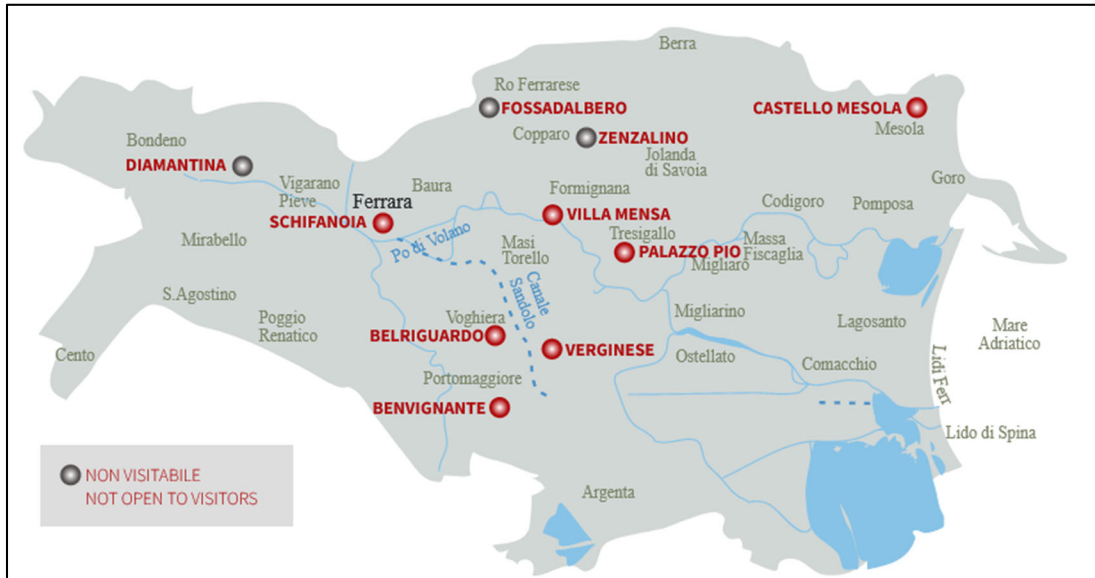 Berra
Ro Ferrarese
FOSSADALBERO
CASTELLO MESOLA
Copparo
ZENZALINO
Mesola
Bondeno
DIAMANTINA
Jolanda
di Savoia
Goro
Vigarano
Pieve
Baura
Formignana
Ferrara
SCHIFANOIA
VILLA MENSA
Codigoro
Pomposa
Mirabello
Po di Volano
Masi
Torello
Tresigallo
PALAZZO PIO
Massa
Fiscaglia
Migliaro
Canale
Sandolo
S.Agostino
Poggio
Renatico
Voghiera
BELRIGUARDO
Migliarino
Lagosanto
Mare
Adriatico
Cento
VERGINESE
Ostellato
Comacchio
Lidi Ferr
Portomaggiore
BENVIGNANTE
Lido di Spina
NON VISITABILE
NOT OPEN TO VISITORS
Argenta